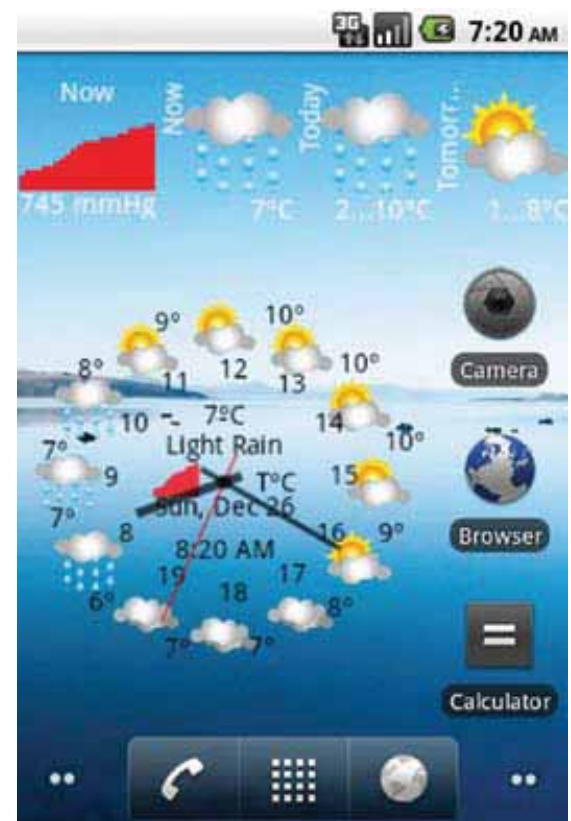 3G 7:20 AM
Now
Now
Today
Tomorr...
745 mmHg
7°C
2...10°C
1...8°C
9°
10°
12
11
13
8°
10°
Camera
10
7°C
14
7°
Light Rain
10°
9
T°C
15
7°
Sun, Dec 26
8
16
9°
Browser
8:20 AM
19
17
18
6°
8°
7°
7°
Calculator